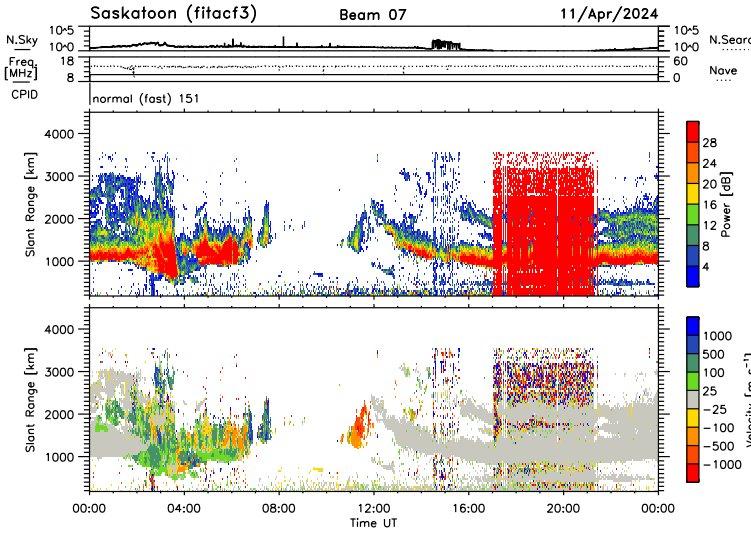 Saskatoon (fitacf3) Beam 07 11/Apr/2024
N.Sky 10^5 10^0 10^5 10^0 N.Searc
Freq. [MHz] 18 8 60 0 Nave
CPID normal (fast) 151
Slant Range [km] 4000 3000 2000 1000
Power [dB] 28 24 20 16 12 8 4
Slant Range [km] 4000 3000 2000 1000
Velocity [m s^-1] 1000 500 100 25 -25 -100 -500 -1000
00:00 04:00 08:00 12:00 16:00 20:00 00:00
Time UT